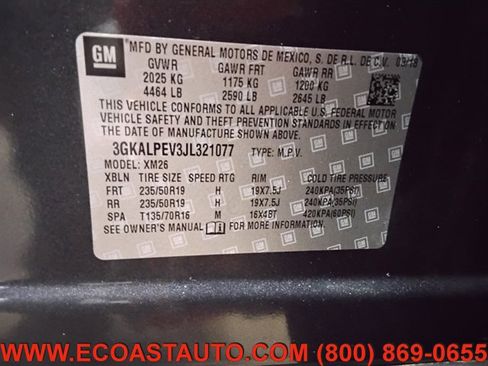 GM
MFD BY GENERAL MOTORS DE MEXICO, S. DE R.L. DE C.V. 03/18
GVWR GAWR FRT GAWR RR
2025 KG 1175 KG 1200 KG
4464 LB 2590 LB 2645 LB
THIS VEHICLE CONFORMS TO ALL APPLICABLE U.S. FEDERAL MOTOR
VEHICLE SAFETY, BUMPER, AND THEFT PREVENTION STANDARDS IN
EFFECT ON THE DATE OF MANUFACTURE SHOWN ABOVE.
3GKALPEV3JL321077 TYPE: M.P.V.
MODEL: XM26
XBLN TIRE SIZE SPEED RTG RIM COLD TIRE PRESSURE
FRT 235/50R19 H 19X7.5J 240KPA(35PSI)
RR 235/50R19 H 19X7.5J 240KPA(35PSI)
SPA T135/70R16 M 16X4BT 420KPA(60PSI)
SEE OWNER'S MANUAL FOR MORE INFORMATION.
WWW.ECOASTAUTO.COM (800) 869-0655